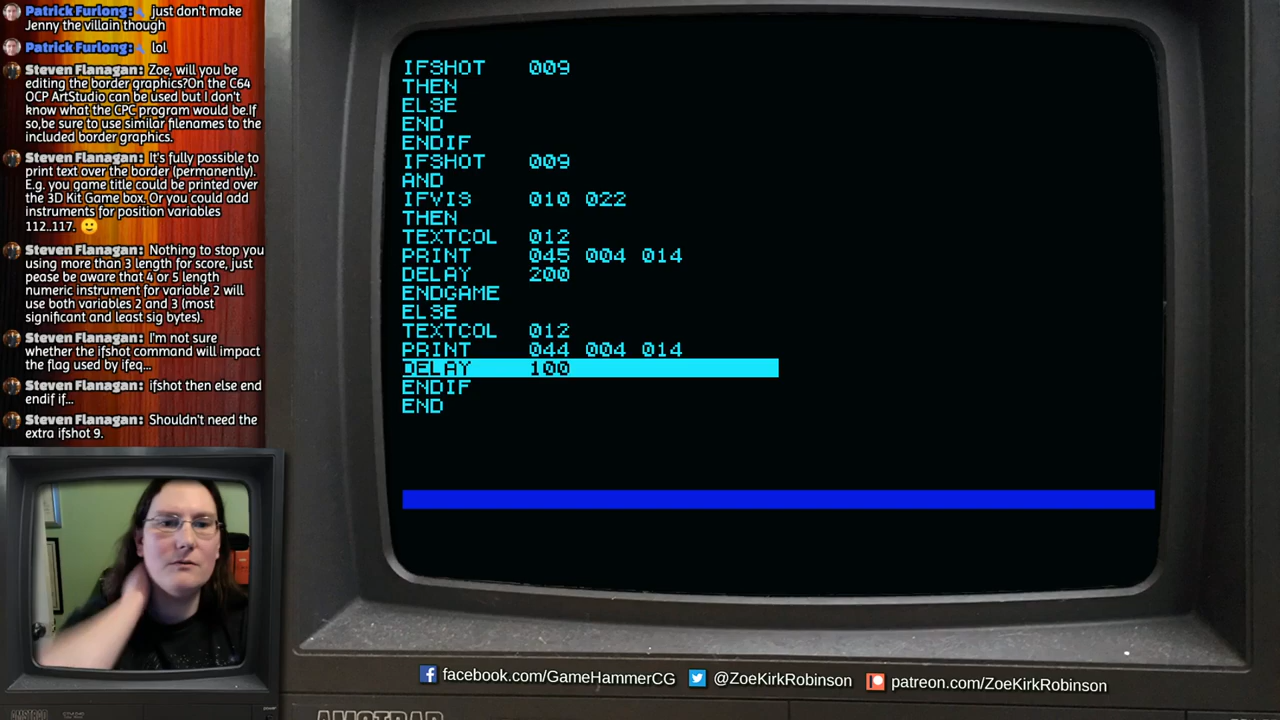 Patrick Furlong: just don't make
Jenny the villain though
Patrick Furlong: lol
Steven Flanagan: Zoe, will you be
editing the border graphics?On the C64
OCP ArtStudio can be used but I don't
know what the CPC program would be.If
so,be sure to use similar filenames to the
included border graphics.
Steven Flanagan: It's fully possible to
print text over the border (permanently).
E.g. you game title could be printed over
the 3D Kit Game box. Or you could add
instruments for position variables
112..117. 🙂
Steven Flanagan: Nothing to stop you
using more than 3 length for score, just
pease be aware that 4 or 5 length
numeric instrument for variable 2 will
use both variables 2 and 3 (most
significant and least sig bytes).
Steven Flanagan: I'm not sure
whether the ifshot command will impact
the flag used by ifeq...
Steven Flanagan: ifshot then else end
endif if...
Steven Flanagan: Shouldn't need the
extra ifshot 9.
IFSHOT 009
THEN
ELSE
END
ENDIF
IFSHOT 009
AND
IFVIS 010 022
THEN
TEXTCOL 012
PRINT 045 004 014
DELAY 200
ENDGAME
ELSE
TEXTCOL 012
PRINT 044 004 014
DELAY 100
ENDIF
END
facebook.com/GameHammerCG @ZoeKirkRobinson patreon.com/ZoeKirkRobinson
AMSTRAD